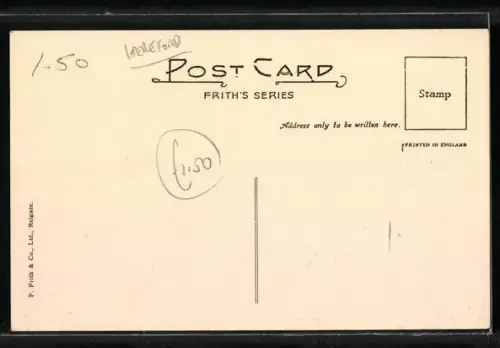 1-50
HEREFORD
POST CARD
FRITH'S SERIES
Stamp
Address only to be written here.
PRINTED IN ENGLAND
£1.50
F. Frith & Co., Ltd., Reigate.